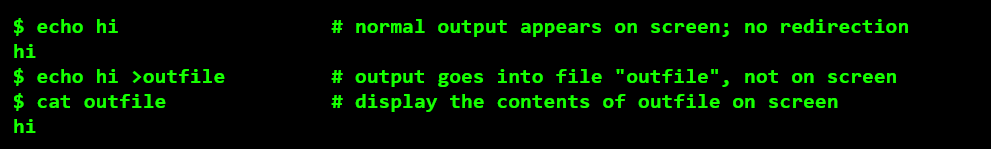 $ echo hi                  # normal output appears on screen; no redirection
hi
$ echo hi >outfile         # output goes into file "outfile", not on screen
$ cat outfile              # display the contents of outfile on screen
hi